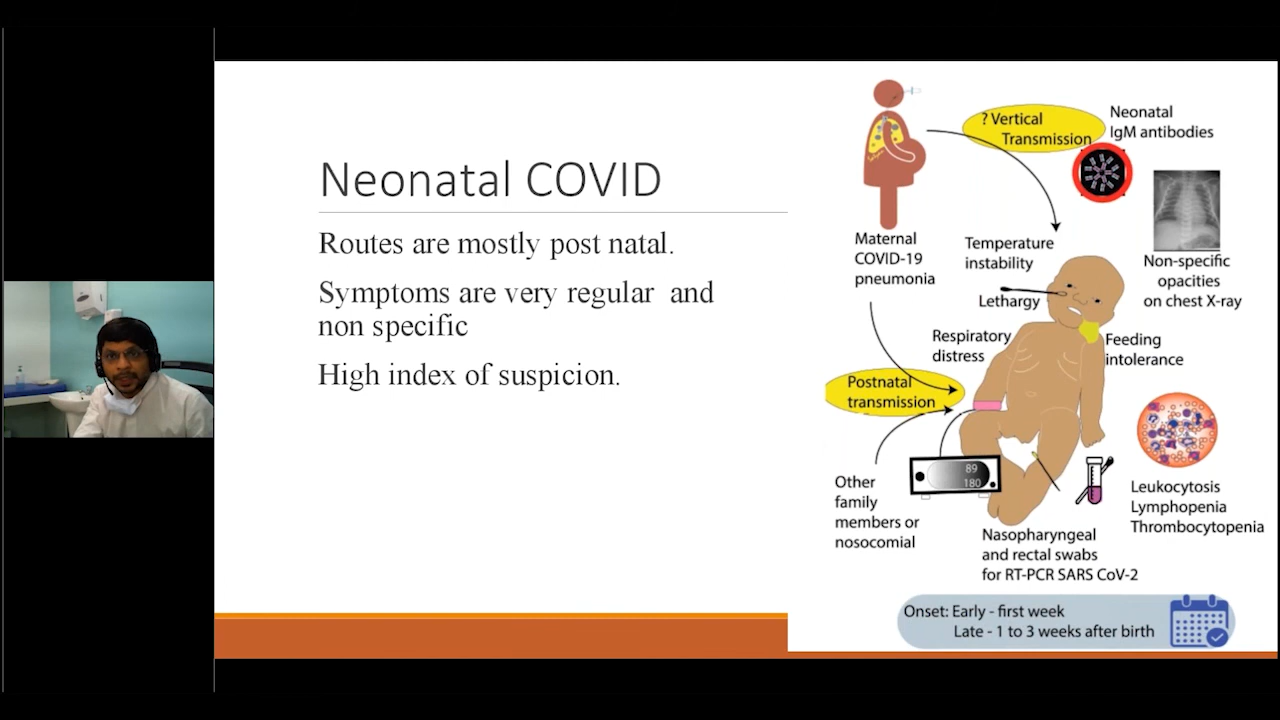 Neonatal COVID
Routes are mostly post natal.
Symptoms are very regular and
non specific
High index of suspicion.
? Vertical
Transmission
Neonatal
IgM antibodies
Maternal
COVID-19
pneumonia
Temperature
instability
Lethargy
Non-specific
opacities
on chest X-ray
Respiratory
distress
Feeding
intolerance
Postnatal
transmission
89
180
Other
family
members or
nosocomial
Leukocytosis
Lymphopenia
Thrombocytopenia
Nasopharyngeal
and rectal swabs
for RT-PCR SARS CoV-2
Onset: Early - first week
Late - 1 to 3 weeks after birth